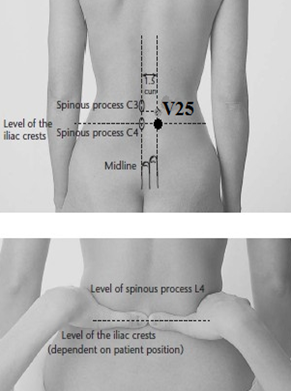 1.5
cun
Spinous process C3
V25
Level of the
iliac crests
Spinous process C4
Midline
Level of spinous process L4
Level of the iliac crests
(dependent on patient position)